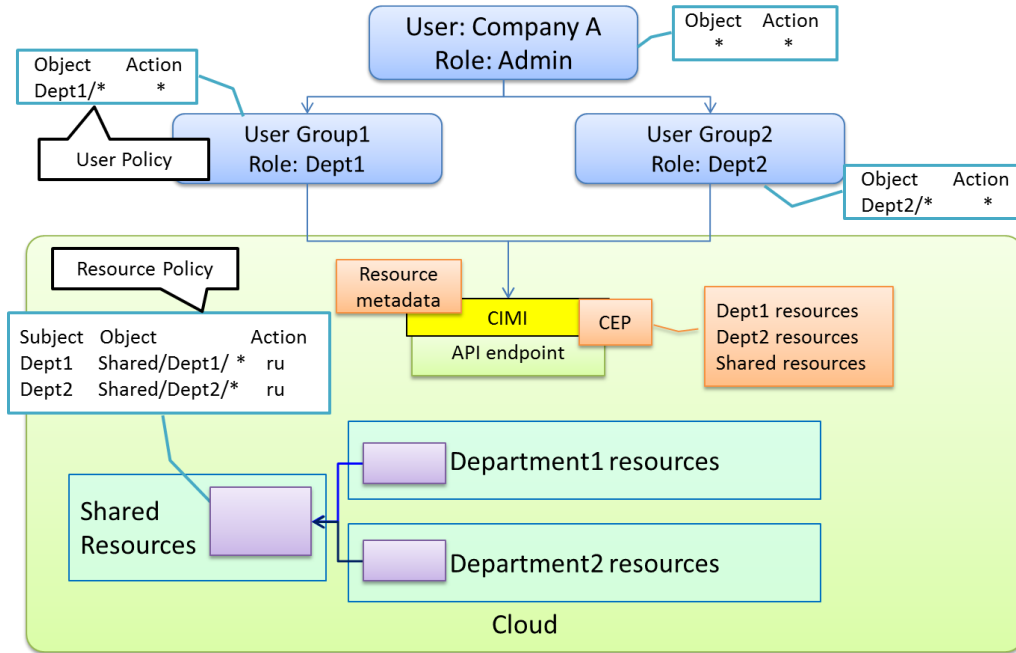 User: Company A
Role: Admin
Object Action
* *
Object Action
Dept1/* *
User Policy
User Group1
Role: Dept1
User Group2
Role: Dept2
Object Action
Dept2/* *
Resource Policy
Subject Object Action
Dept1 Shared/Dept1/ * ru
Dept2 Shared/Dept2/* ru
Resource
metadata
CIMI
CEP
API endpoint
Dept1 resources
Dept2 resources
Shared resources
Shared
Resources
Department1 resources
Department2 resources
Cloud